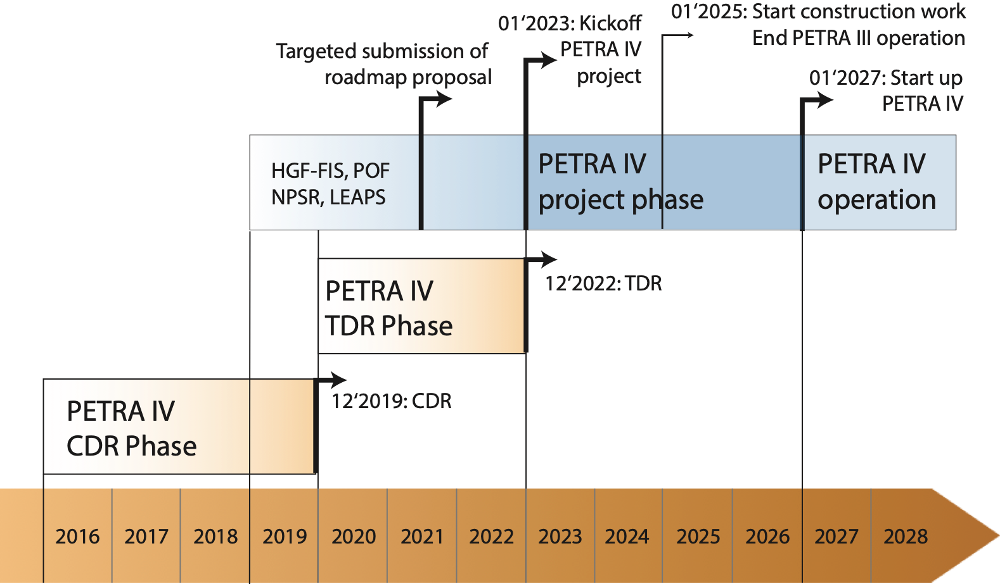 01‘2025: Start construction work
End PETRA III operation
01‘2023: Kickoff
PETRA IV
project
Targeted submission of
roadmap proposal
01‘2027: Start up
PETRA IV
HGF-FIS, POF
NPSR, LEAPS
PETRA IV
project phase
PETRA IV
operation
PETRA IV
TDR Phase
12‘2022: TDR
PETRA IV
CDR Phase
12‘2019: CDR
2016 2017 2018 2019 2020 2021 2022 2023 2024 2025 2026 2027 2028